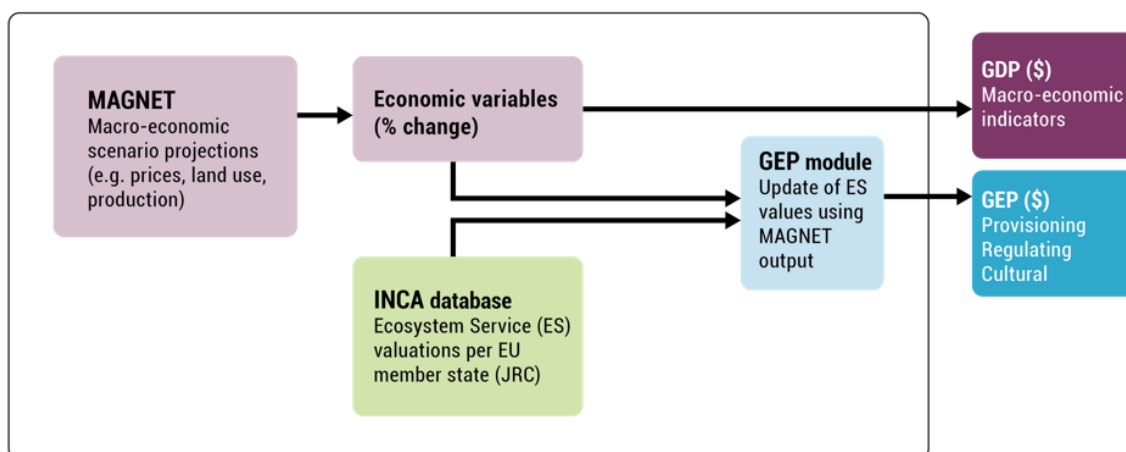 MAGNET
Macro-economic
scenario projections
(e.g. prices, land use,
production)
Economic variables
(% change)
GDP ($)
Macro-economic
indicators
GEP module
Update of ES
values using
MAGNET
output
GEP ($)
Provisioning
Regulating
Cultural
INCA database
Ecosystem Service (ES)
valuations per EU
member state (JRC)